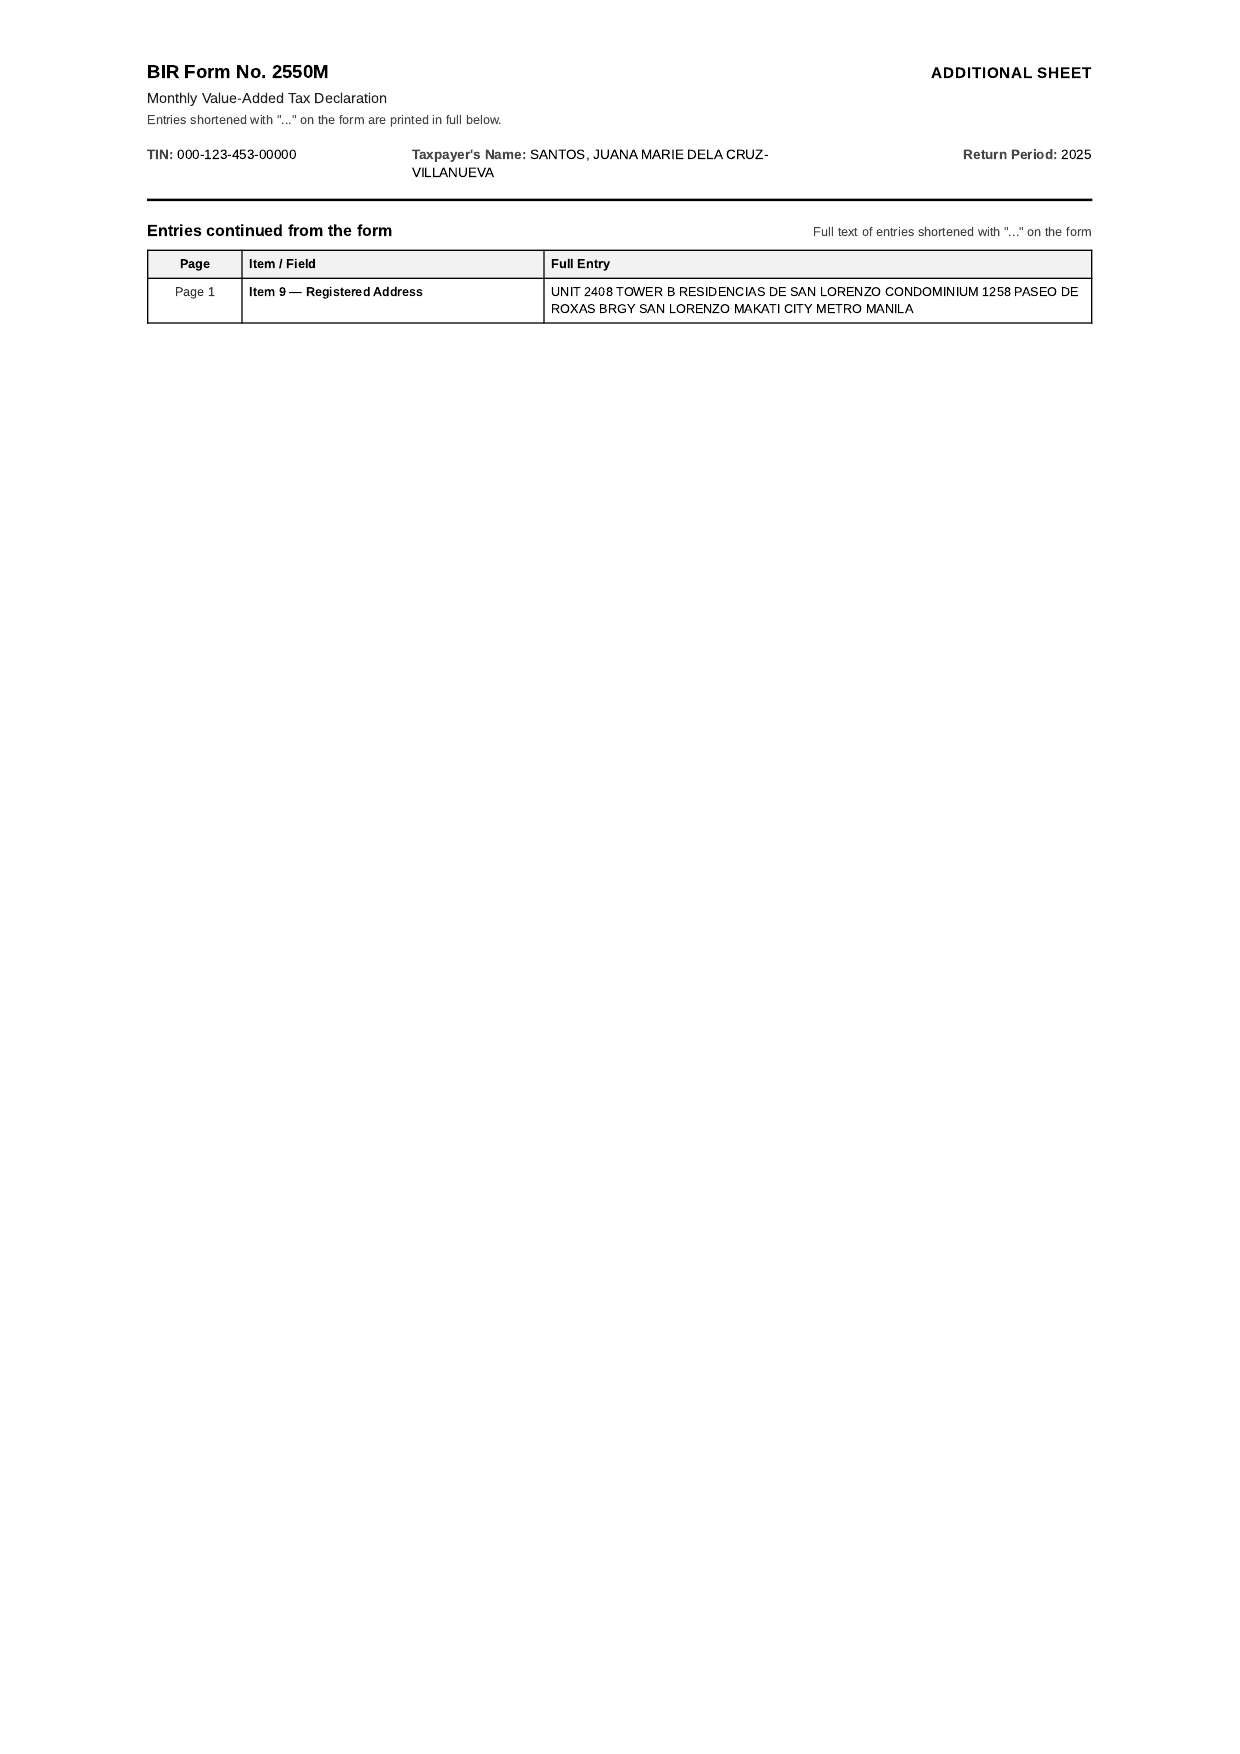 BIR Form No. 2550M
ADDITIONAL SHEET
Monthly Value-Added Tax Declaration
Entries shortened with "..." on the form are printed in full below.
TIN: 000-123-453-00000
Taxpayer's Name: SANTOS, JUANA MARIE DELA CRUZ-
VILLANUEVA
Return Period: 2025
Entries continued from the form
Full text of entries shortened with "..." on the form
Page
Item / Field
Full Entry
Page 1
Item 9 — Registered Address
UNIT 2408 TOWER B RESIDENCIAS DE SAN LORENZO CONDOMINIUM 1258 PASEO DE
ROXAS BRGY SAN LORENZO MAKATI CITY METRO MANILA